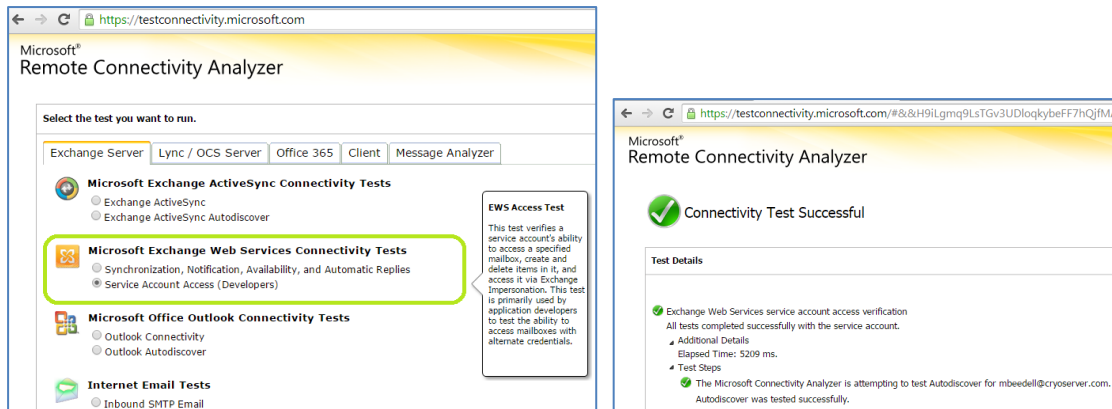 https://testconnectivity.microsoft.com
Microsoft®
Remote Connectivity Analyzer
Select the test you want to run.
Exchange Server
Lync / OCS Server
Office 365
Client
Message Analyzer
Microsoft Exchange ActiveSync Connectivity Tests
Exchange ActiveSync
Exchange ActiveSync Autodiscover
Microsoft Exchange Web Services Connectivity Tests
Synchronization, Notification, Availability, and Automatic Replies
Service Account Access (Developers)
Microsoft Office Outlook Connectivity Tests
Outlook Connectivity
Outlook Autodiscover
Internet Email Tests
Inbound SMTP Email
EWS Access Test
This test verifies a
service account's ability
to access a specified
mailbox, create and
delete items in it, and
access it via Exchange
Impersonation. This test
is primarily used by
application developers
to test the ability to
access mailboxes with
alternate credentials.
https://testconnectivity.microsoft.com/#&&H9iLgmq9LsTGv3UDloqkybeFF7hQjfM
Microsoft®
Remote Connectivity Analyzer
Connectivity Test Successful
Test Details
Exchange Web Services service account access verification
All tests completed successfully with the service account.
Additional Details
Elapsed Time: 5209 ms.
Test Steps
The Microsoft Connectivity Analyzer is attempting to test Autodiscover for mbeedell@cryoserver.com.
Autodiscover was tested successfully.